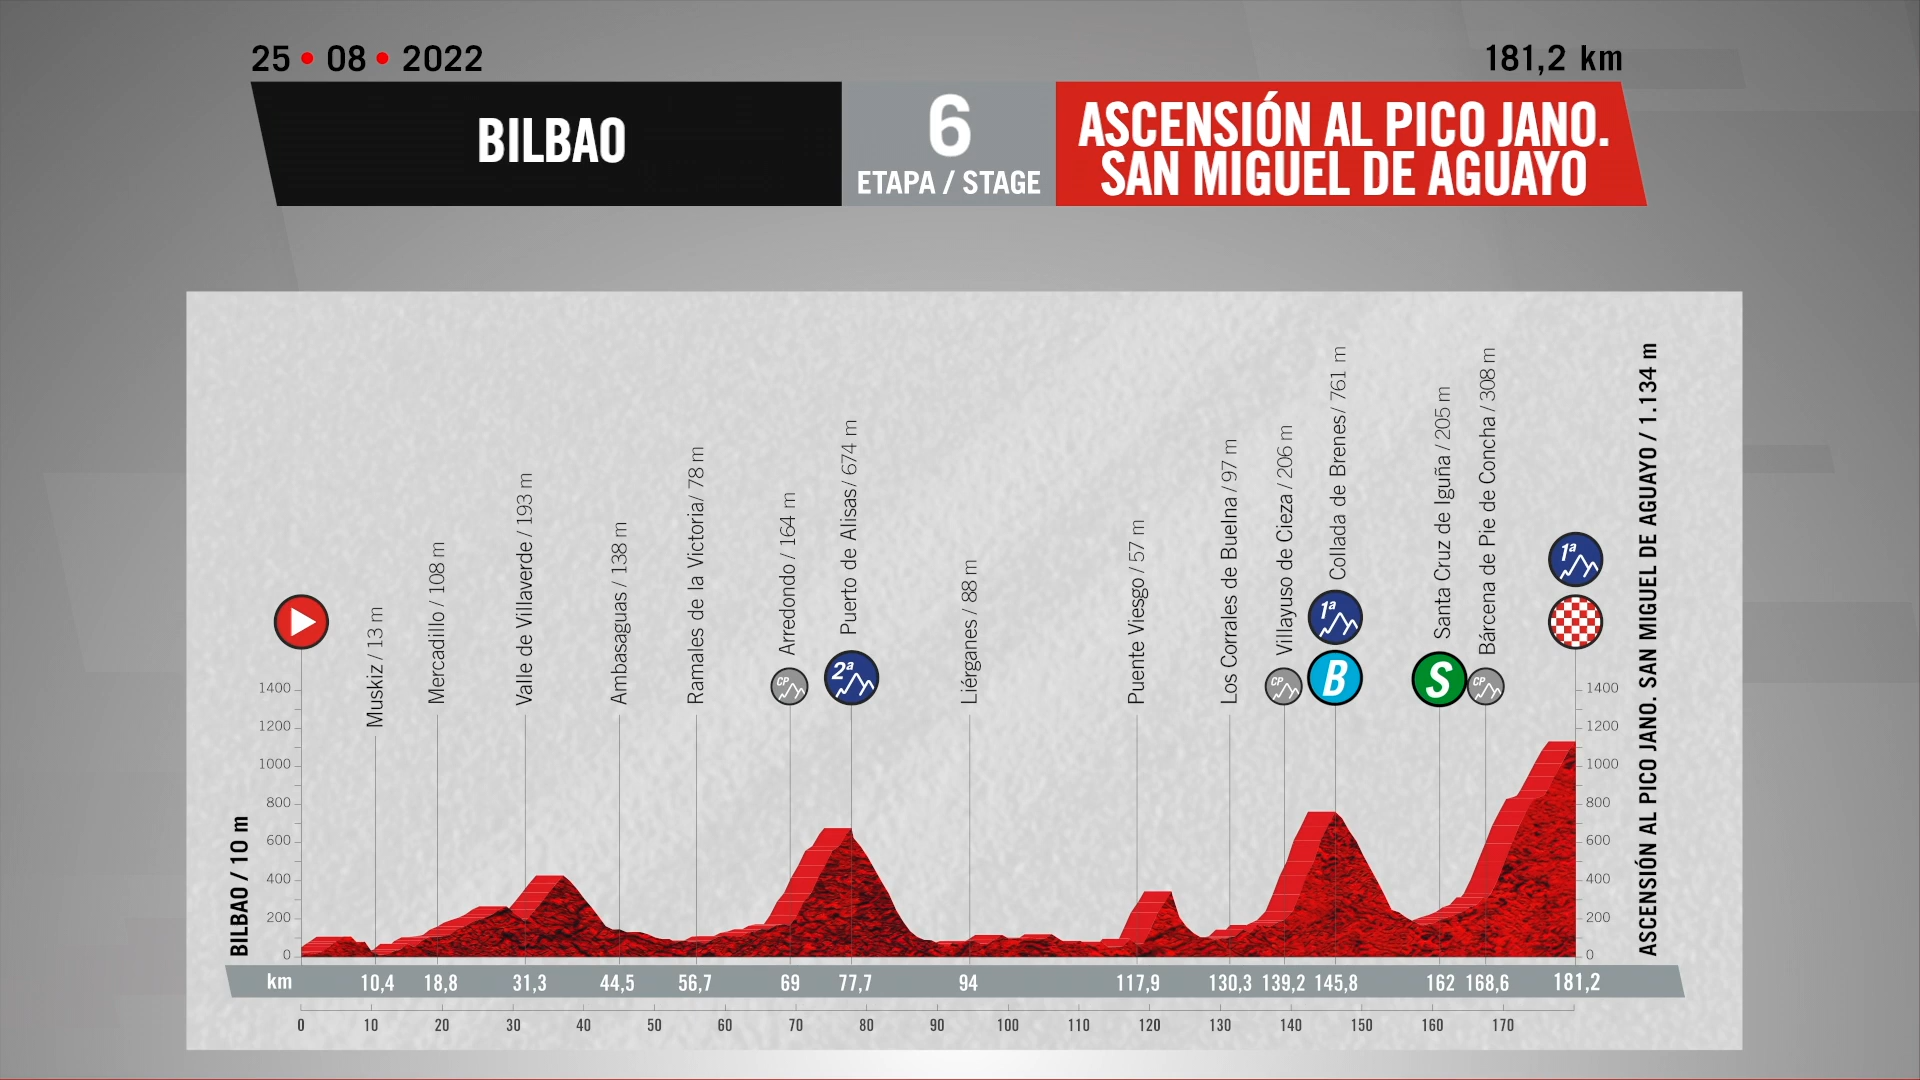 25 • 08 • 2022
181,2 km
BILBAO
6
ETAPA / STAGE
ASCENSIÓN AL PICO JANO.
SAN MIGUEL DE AGUAYO
BILBAO / 10 m
Muskiz / 13 m
Mercadillo / 108 m
Valle de Villaverde / 193 m
Ambasaguas / 138 m
Ramales de la Victoria/ 78 m
Arredondo / 164 m
CP
Puerto de Alisas/ 674 m
2ª
Liérganes / 88 m
Puente Viesgo / 57 m
Los Corrales de Buelna / 97 m
Villayuso de Cieza / 206 m
CP
Collada de Brenes/ 761 m
1ª
B
Santa Cruz de Iguña / 205 m
S
Bárcena de Pie de Concha / 308 m
CP
1ª
ASCENSIÓN AL PICO JANO. SAN MIGUEL DE AGUAYO / 1.134 m
1400
1200
1000
800
600
400
200
0
1400
1200
1000
800
600
400
200
0
km 10,4 18,8 31,3 44,5 56,7 69 77,7 94 117,9 130,3 139,2 145,8 162 168,6 181,2
0 10 20 30 40 50 60 70 80 90 100 110 120 130 140 150 160 170